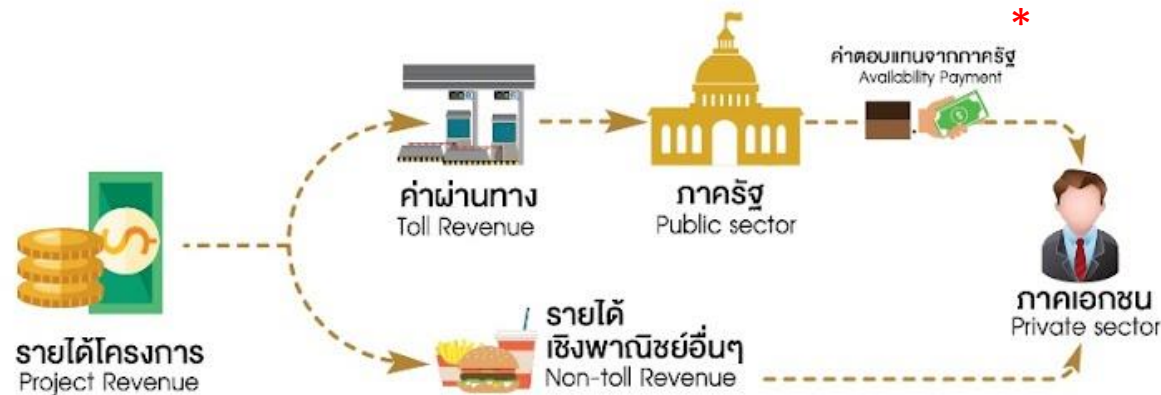 *
ค่าตอบแทนจากภาครัฐ
Availability Payment
ค่าผ่านทาง
Toll Revenue
ภาครัฐ
Public sector
รายได้โครงการ
Project Revenue
รายได้
เชิงพาณิชย์อื่นๆ
Non-toll Revenue
ภาคเอกชน
Private sector